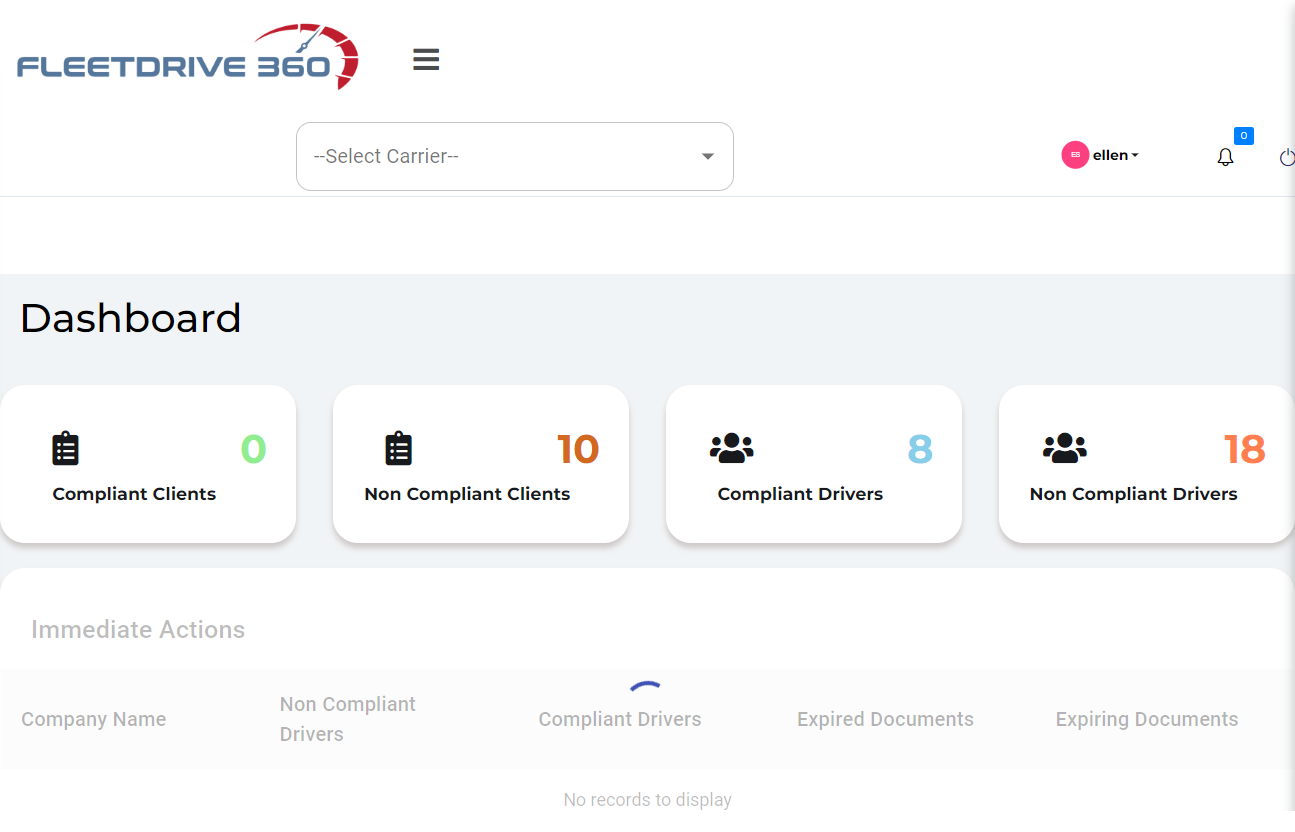 FLEETDRIVE 360
--Select Carrier--
EB
ellen
0
Dashboard
0
Compliant Clients
10
Non Compliant Clients
8
Compliant Drivers
18
Non Compliant Drivers
Immediate Actions
Company Name
Non Compliant
Drivers
Compliant Drivers
Expired Documents
Expiring Documents
No records to display